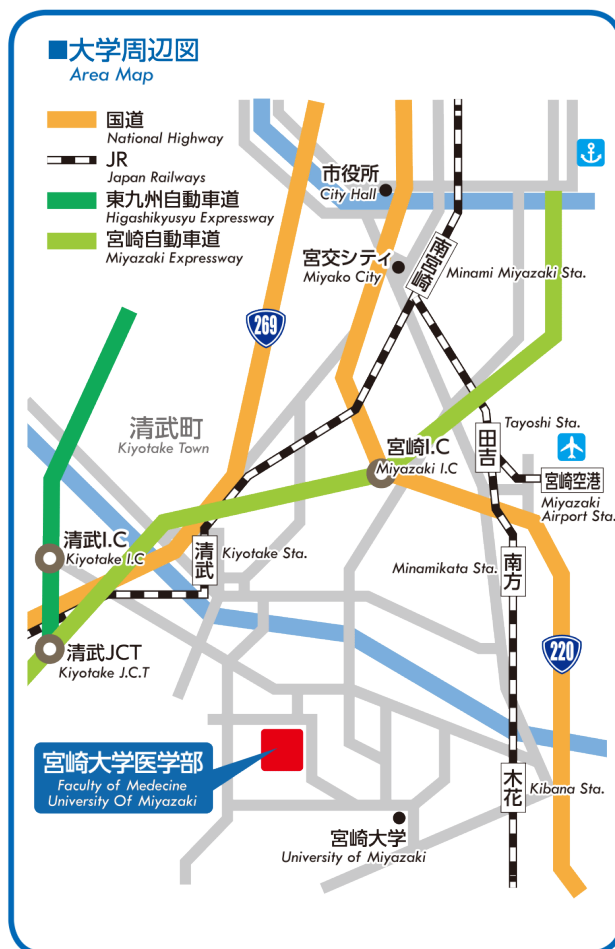 ■大学周辺図
Area Map
国道
National Highway
JR
Japan Railways
東九州自動車道
Higashikyusyu Expressway
宮崎自動車道
Miyazaki Expressway
市役所
City Hall
宮交シティ
Miyako City
南宮崎
Minami Miyazaki Sta.
269
清武町
Kiyotake Town
宮崎I.C
Miyazaki I.C
Tayoshi Sta.
田吉
宮崎空港
Miyazaki
Airport Sta.
清武I.C
Kiyotake I.C
清武
Kiyotake Sta.
Minamikata Sta.
南方
清武JCT
Kiyotake J.C.T
220
宮崎大学医学部
Faculty of Medecine
University Of Miyazaki
木花
Kibana Sta.
宮崎大学
University of Miyazaki